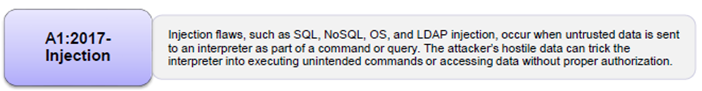 A1:2017-
Injection
Injection flaws, such as SQL, NoSQL, OS, and LDAP injection, occur when untrusted data is sent
to an interpreter as part of a command or query. The attacker's hostile data can trick the
interpreter into executing unintended commands or accessing data without proper authorization.